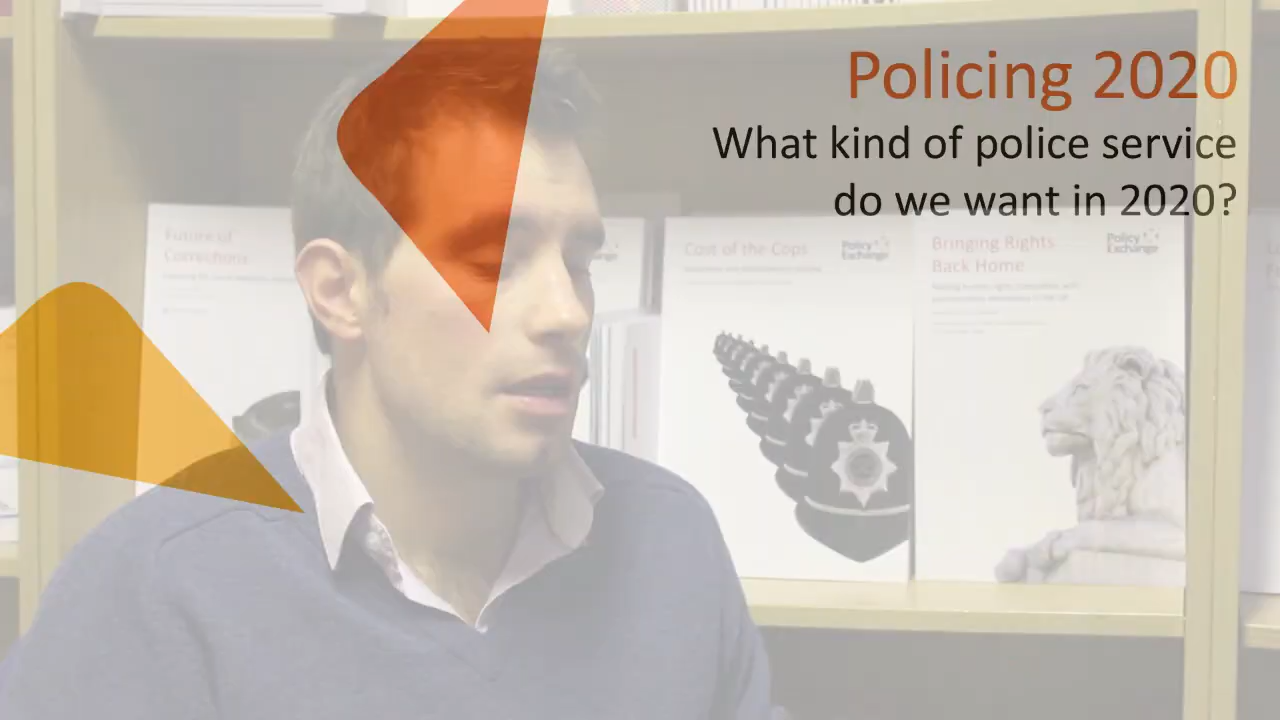 Policing 2020
What kind of police service
do we want in 2020?
Future of
Corrections
Cost of the Cops
Policy
Exchange
Bringing Rights
Back Home
Policy
Exchange